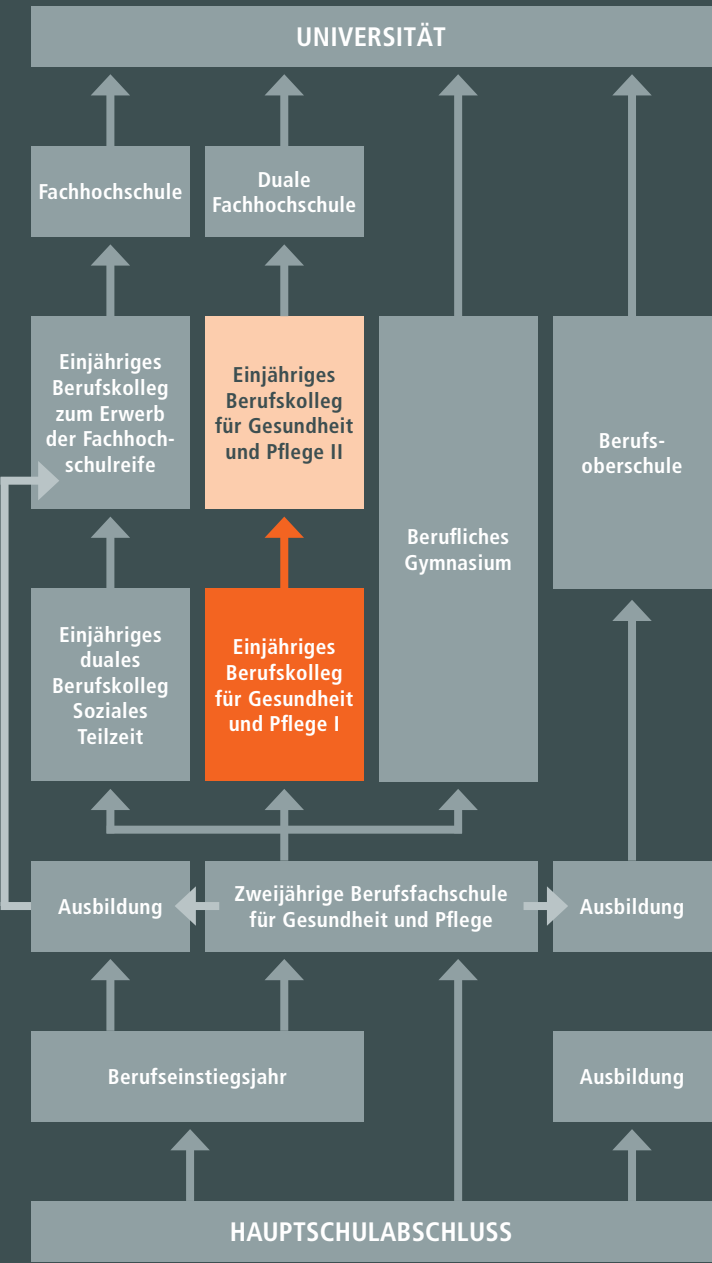 UNIVERSITÄT
Fachhochschule
Duale
Fachhochschule
Einjähriges
Berufskolleg
zum Erwerb
der Fachhoch-
schulreife
Einjähriges
Berufskolleg
für Gesundheit
und Pflege II
Berufliches
Gymnasium
Berufs-
oberschule
Einjähriges
duales
Berufskolleg
Soziales
Teilzeit
Einjähriges
Berufskolleg
für Gesundheit
und Pflege I
Ausbildung
Zweijährige Berufsfachschule
für Gesundheit und Pflege
Ausbildung
Berufseinstiegsjahr
Ausbildung
HAUPTSCHULABSCHLUSS